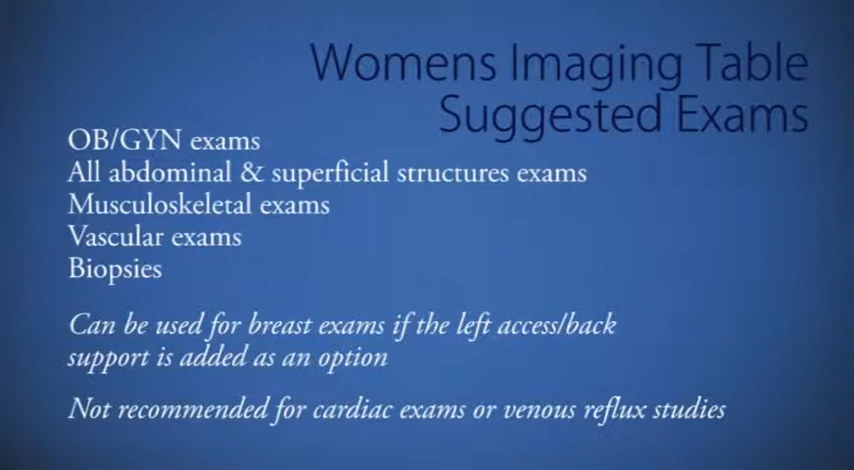 Womens Imaging Table
Suggested Exams
OB/GYN exams
All abdominal & superficial structures exams
Musculoskeletal exams
Vascular exams
Biopsies
Can be used for breast exams if the left access/back
support is added as an option
Not recommended for cardiac exams or venous reflux studies